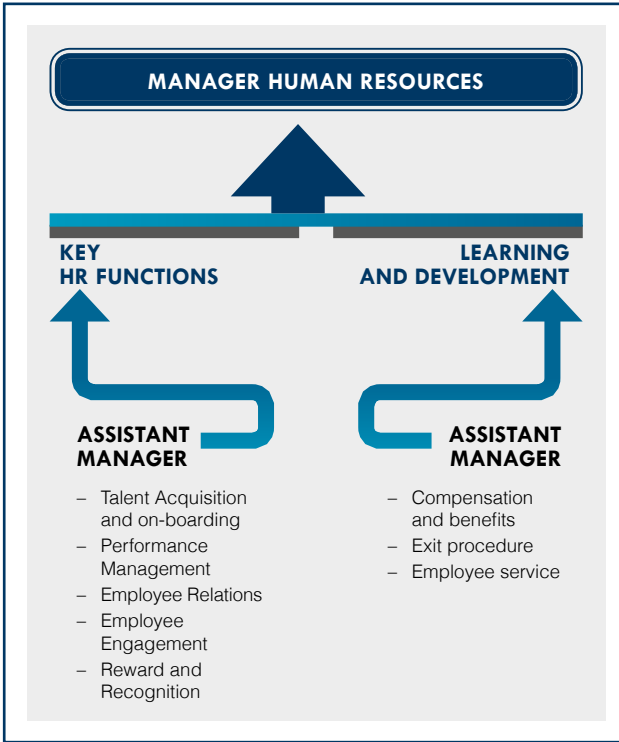 MANAGER HUMAN RESOURCES
KEY
HR FUNCTIONS
LEARNING
AND DEVELOPMENT
ASSISTANT
MANAGER
– Talent Acquisition
and on-boarding
– Performance
Management
– Employee Relations
– Employee
Engagement
– Reward and
Recognition
ASSISTANT
MANAGER
– Compensation
and benefits
– Exit procedure
– Employee service